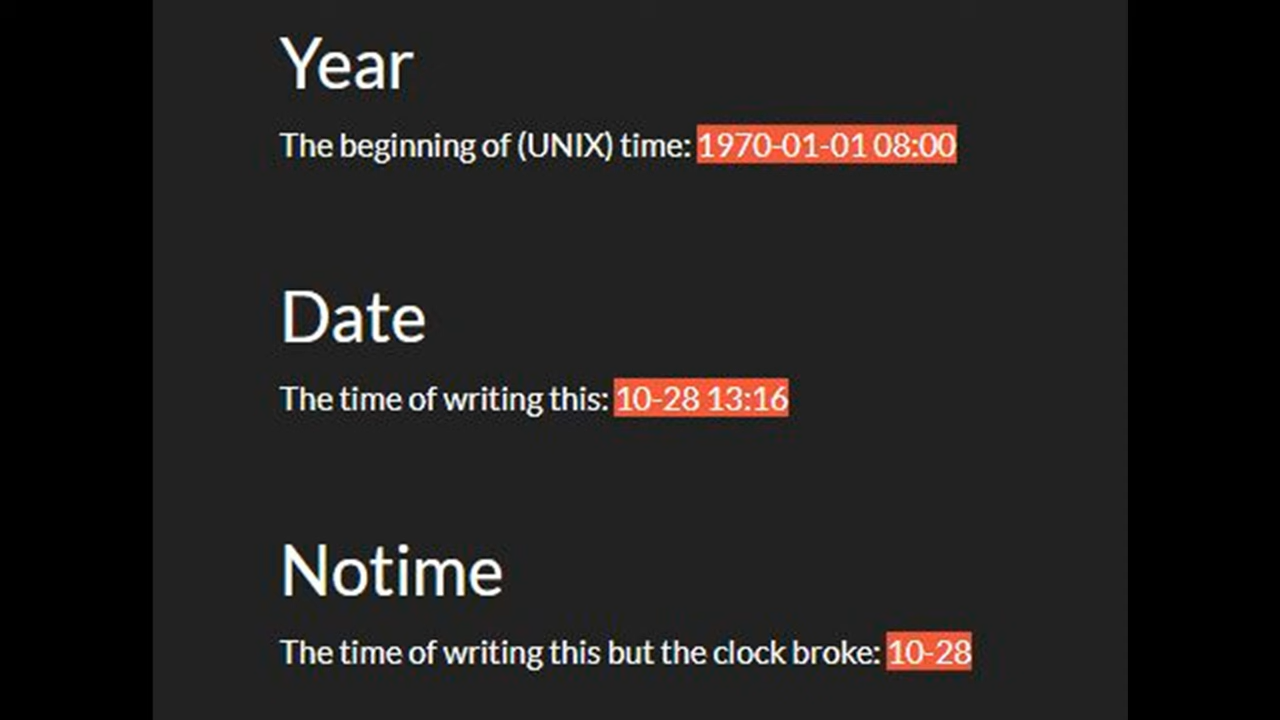 Year
The beginning of (UNIX) time: 1970-01-01 08:00
Date
The time of writing this: 10-28 13:16
Notime
The time of writing this but the clock broke: 10-28